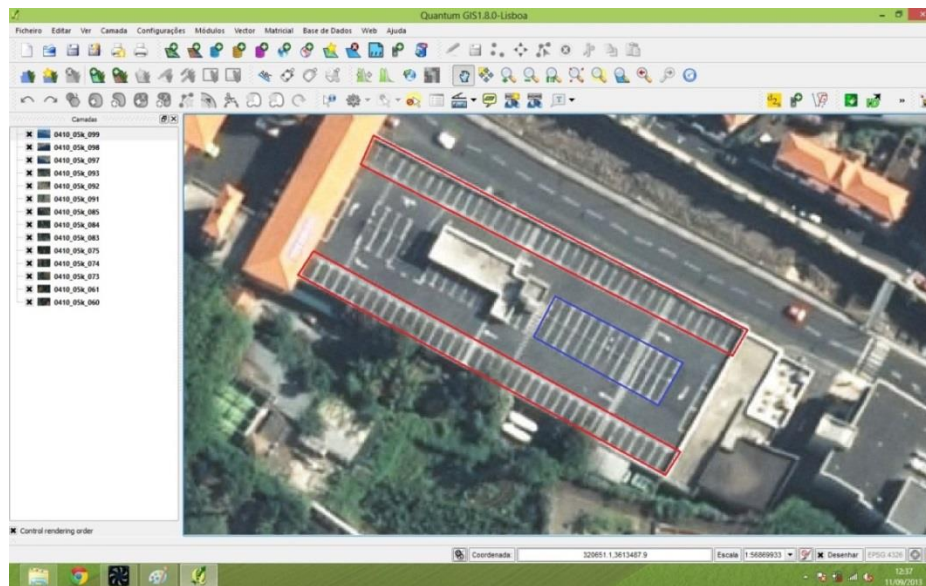 Quantum GIS1.8.0-Lisboa
Ficheiro Editar Ver Camada Configurações Módulos Vector Matricial Base de Dados Web Ajuda
Camadas
0410_05k_099
0410_05k_098
0410_05k_097
0410_05k_093
0410_05k_092
0410_05k_091
0410_05k_085
0410_05k_084
0410_05k_083
0410_05k_075
0410_05k_074
0410_05k_073
0410_05k_061
0410_05k_060
Control rendering order
Coordenada: 320651.1,3613487.9 Escala 1:56869933 Desenhar EPSG:4326
12:37
11/09/2013